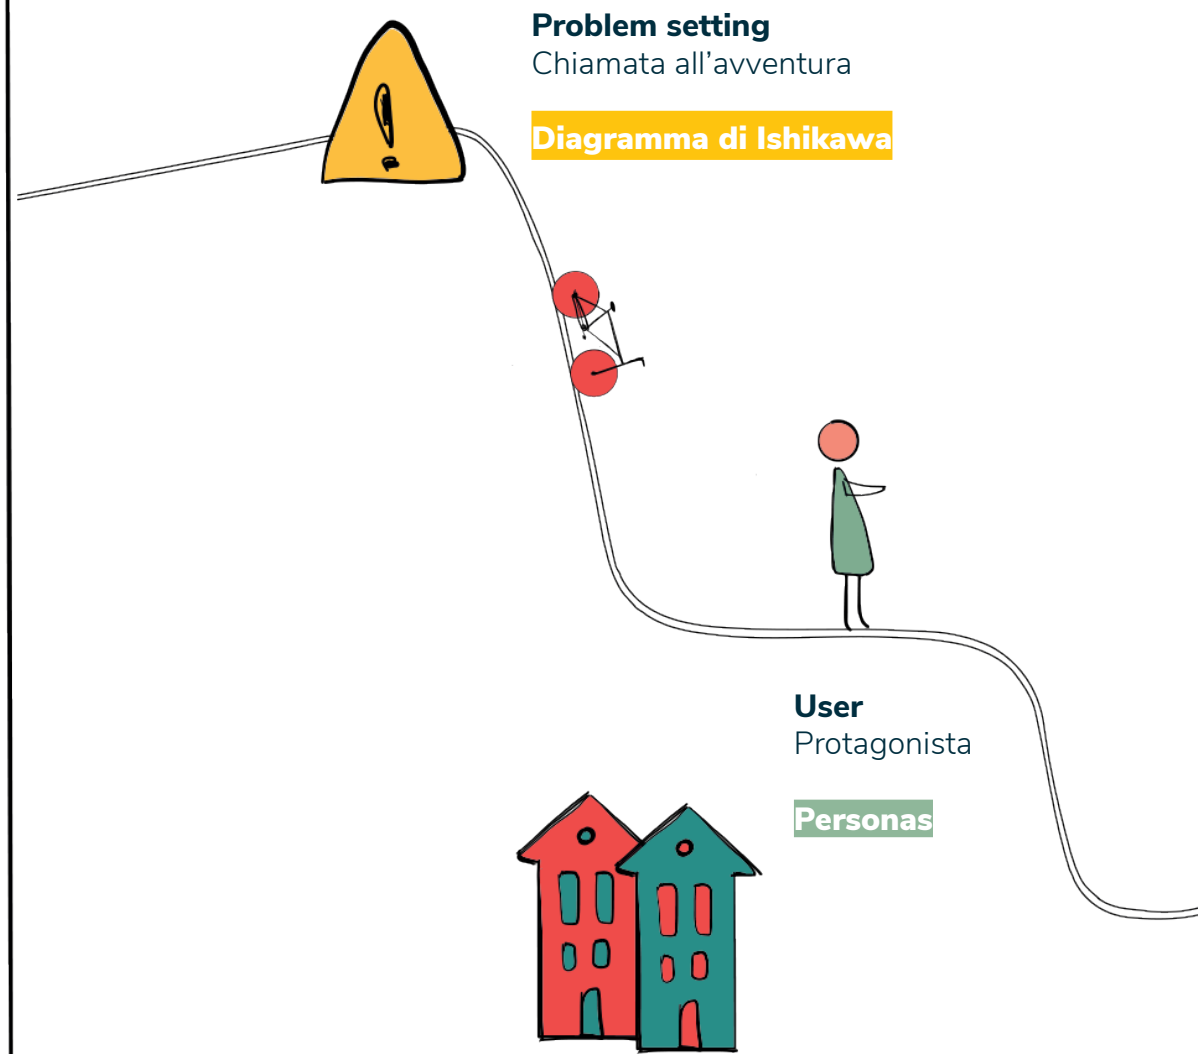 Problem setting
Chiamata all’avventura
Diagramma di Ishikawa
User
Protagonista
Personas